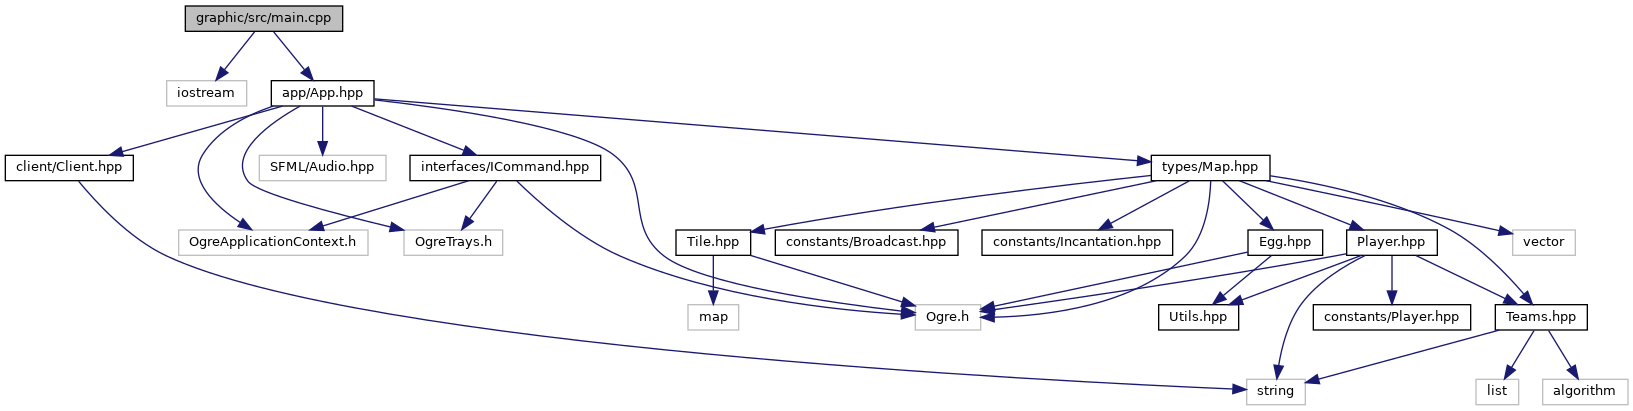 graphic/src/main.cpp
iostream
app/App.hpp
client/Client.hpp
SFML/Audio.hpp
interfaces/ICommand.hpp
types/Map.hpp
OgreApplicationContext.h
OgreTrays.h
Tile.hpp
constants/Broadcast.hpp
constants/Incantation.hpp
Egg.hpp
Player.hpp
vector
map
Ogre.h
Utils.hpp
constants/Player.hpp
Teams.hpp
string
list
algorithm